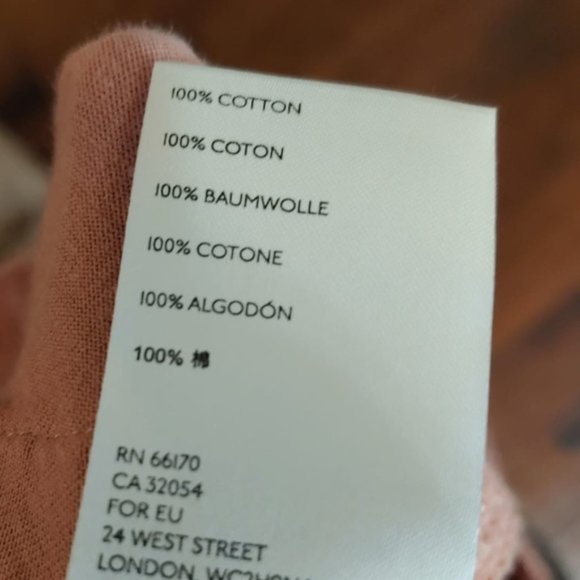 100% COTTON
100% COTON
100% BAUMWOLLE
100% COTONE
100% ALGODÓN
100% 棉
RN 66170
CA 32054
FOR EU
24 WEST STREET
LONDON,